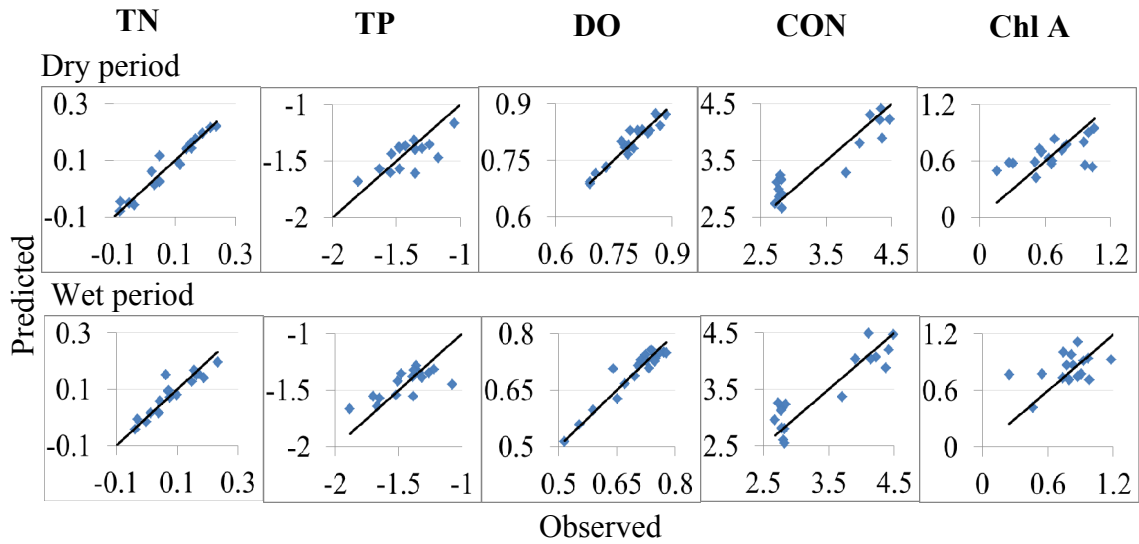 TN TP DO CON Chl A
Dry period
0.3 -1 0.9 4.5 1.2
0.1 -1.5 0.75 3.5 0.6
-0.1 -2 0.6 2.5 0
-0.1 0.1 0.3 -2 -1.5 -1 0.6 0.75 0.9 2.5 3.5 4.5 0 0.6 1.2
Wet period
Predicted
0.3 -1 0.8 4.5 1.2
0.1 -1.5 0.65 3.5 0.6
-0.1 -2 0.5 2.5 0
-0.1 0.1 0.3 -2 -1.5 -1 0.5 0.65 0.8 2.5 3.5 4.5 0 0.6 1.2
Observed